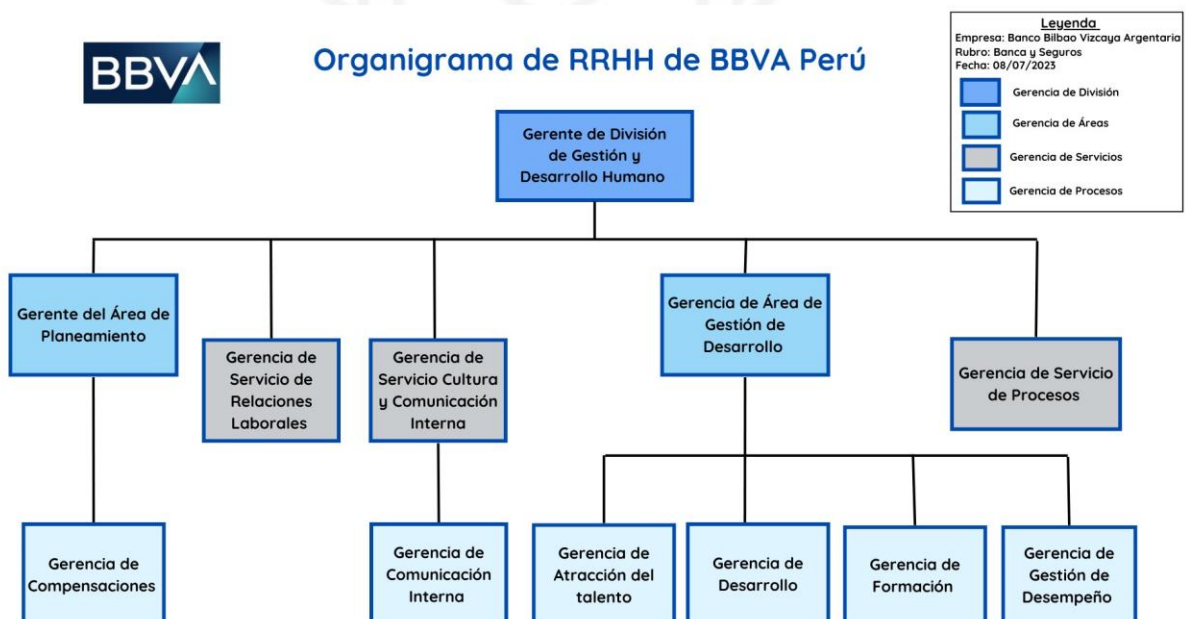 BBVA
Organigrama de RRHH de BBVA Perú
Leyenda
Empresa: Banco Bilbao Vizcaya Argentaria
Rubro: Banca y Seguros
Fecha: 08/07/2023
Gerencia de División
Gerencia de Áreas
Gerencia de Servicios
Gerencia de Procesos
Gerente de División
de Gestión y
Desarrollo Humano
Gerente del Área de
Planeamiento
Gerencia de
Servicio de
Relaciones
Laborales
Gerencia de
Servicio Cultura
y Comunicación
Interna
Gerencia de Área de
Gestión de
Desarrollo
Gerencia de Servicio
de Procesos
Gerencia de
Compensaciones
Gerencia de
Comunicación
Interna
Gerencia de
Atracción del
talento
Gerencia de
Desarrollo
Gerencia de
Formación
Gerencia de
Gestión de
Desempeño